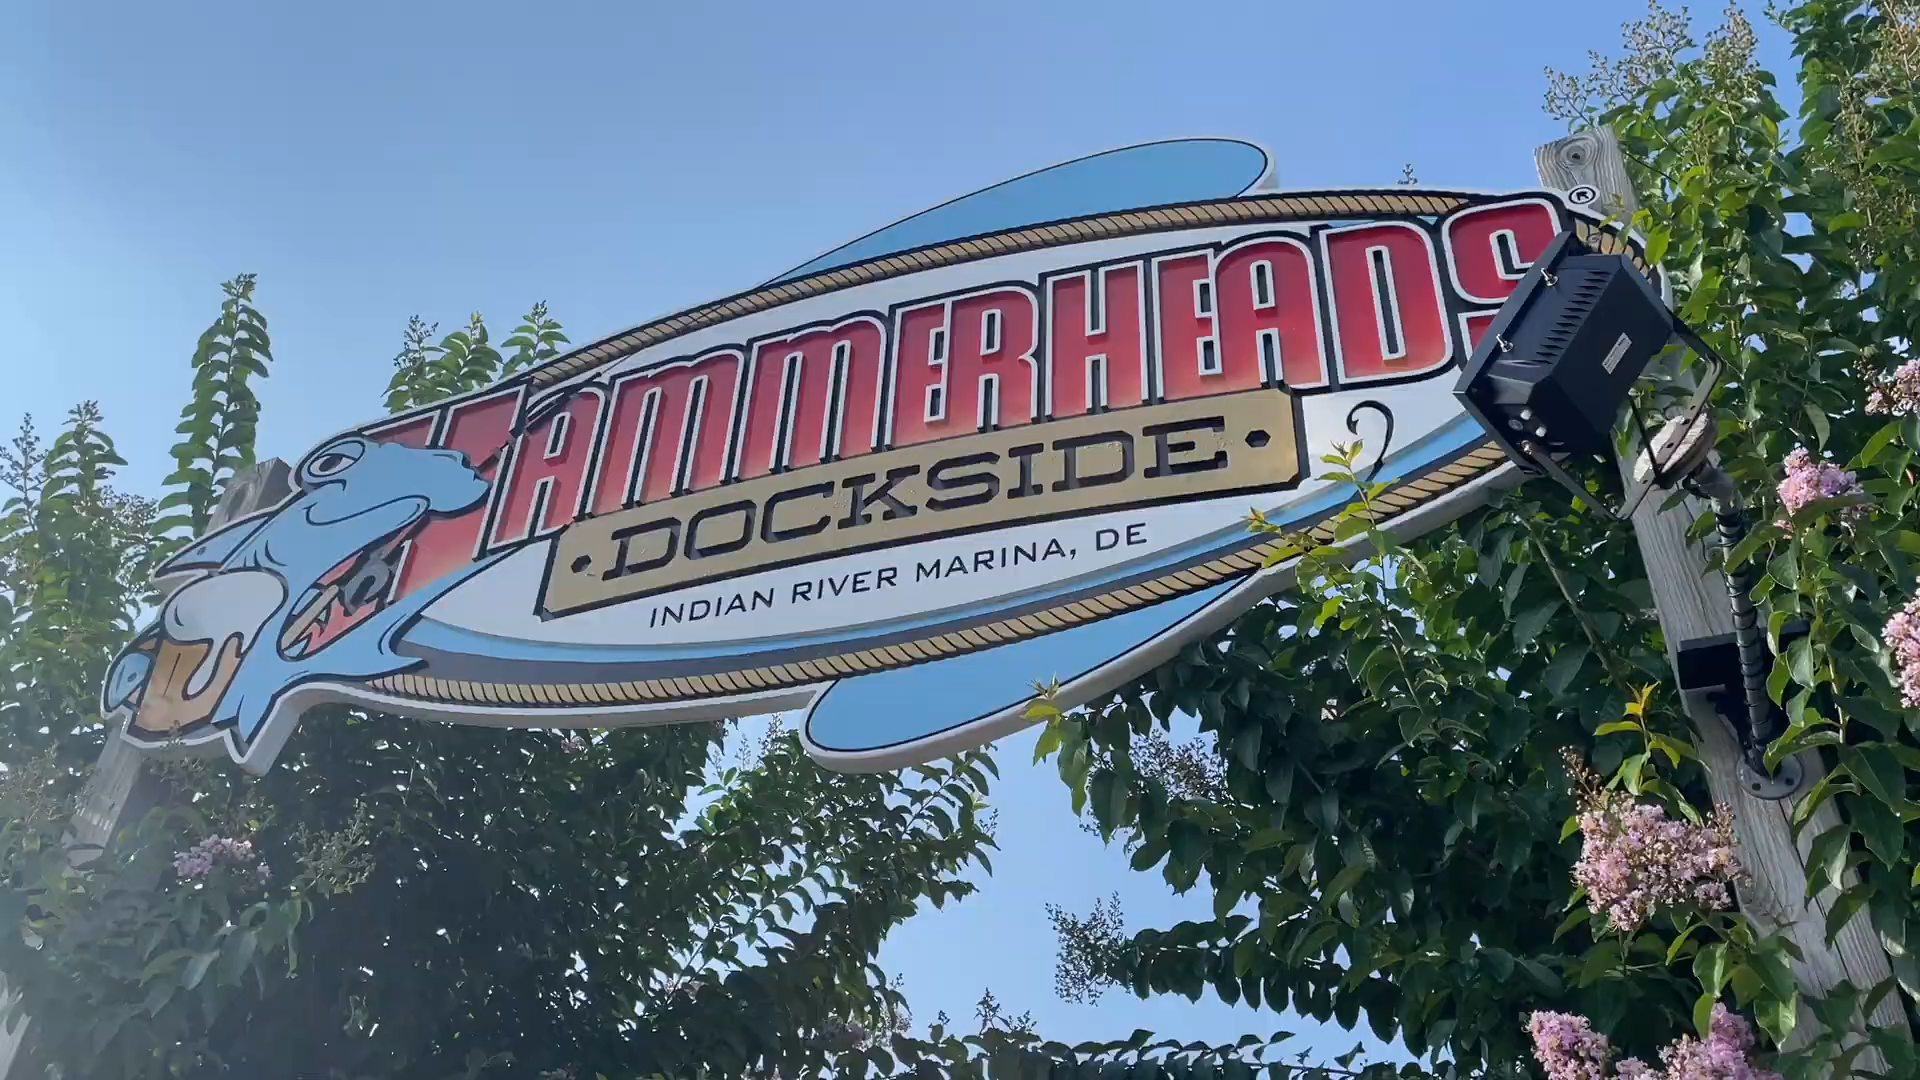 HAMMERHEADS®
·DOCKSIDE·
INDIAN RIVER MARINA, DE